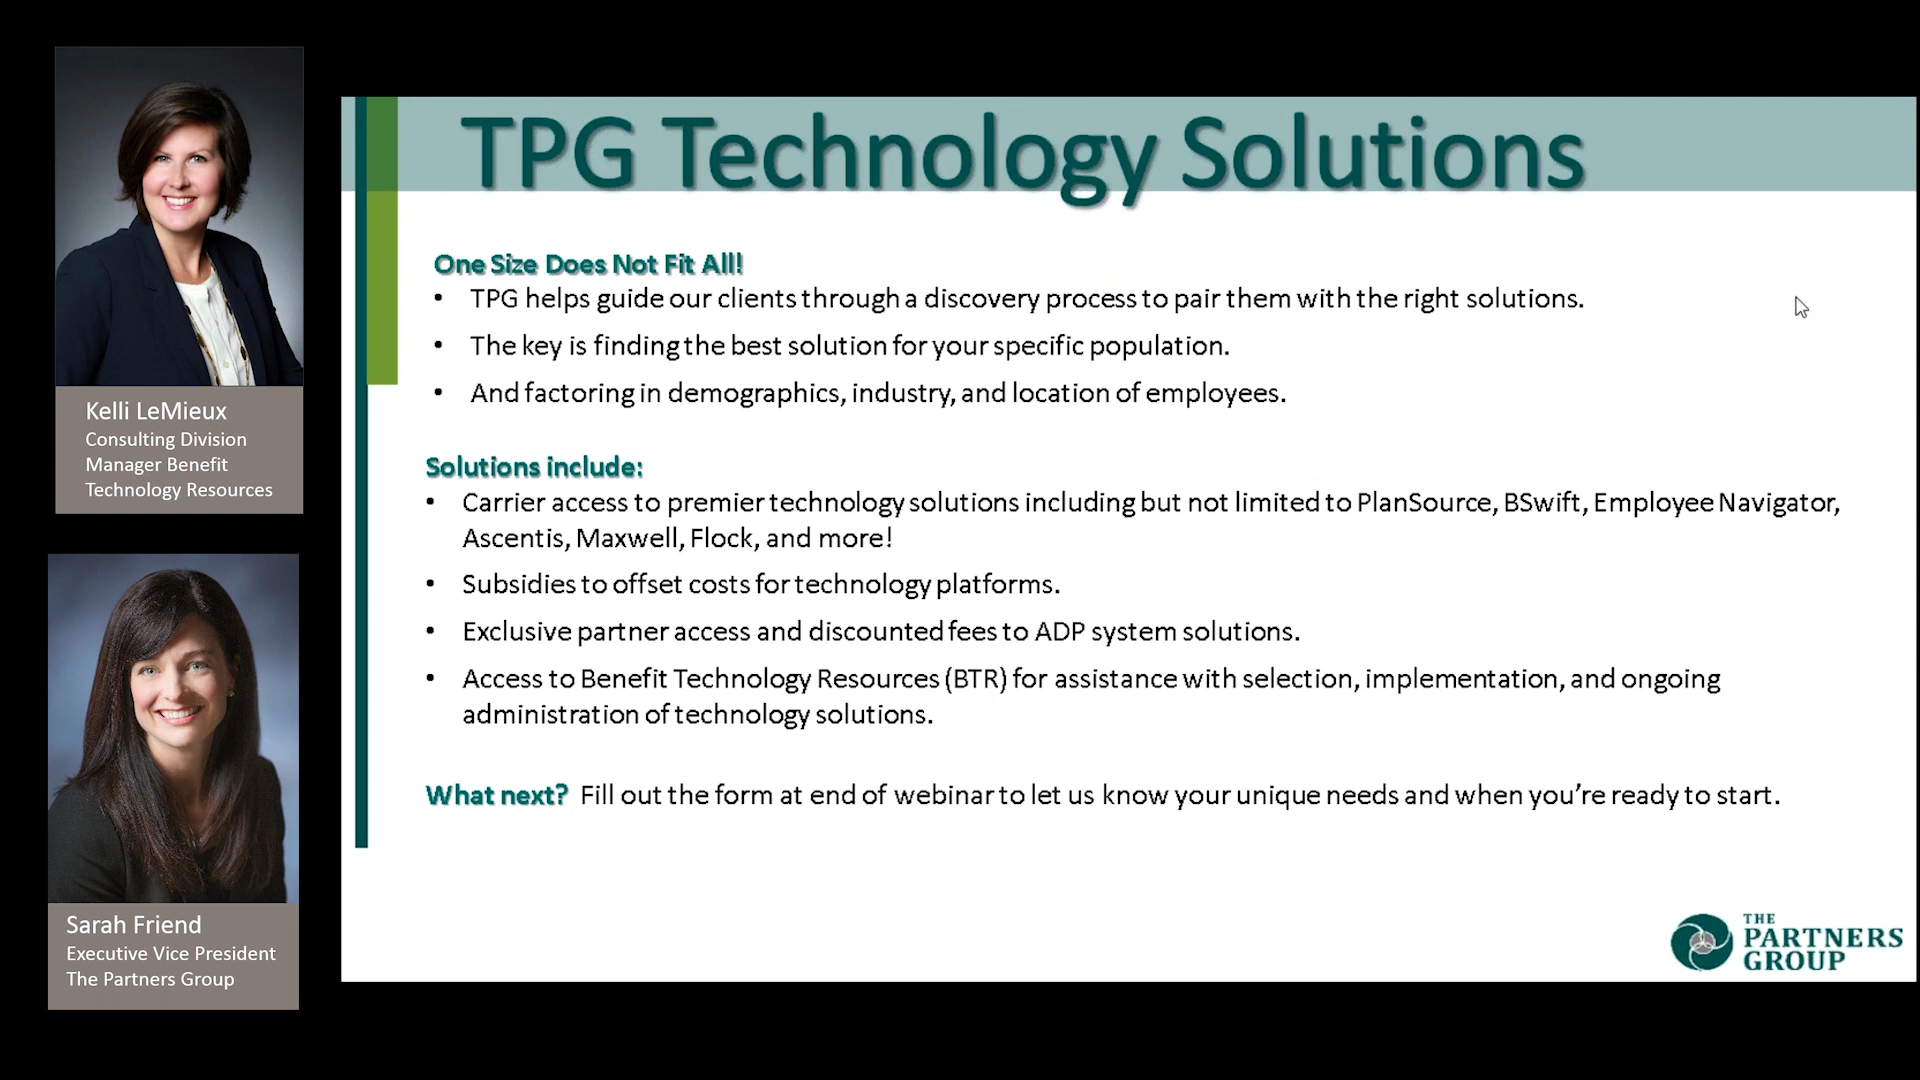 Kelli LeMieux
Consulting Division
Manager Benefit
Technology Resources
Sarah Friend
Executive Vice President
The Partners Group
TPG Technology Solutions
One Size Does Not Fit All!
• TPG helps guide our clients through a discovery process to pair them with the right solutions.
• The key is finding the best solution for your specific population.
• And factoring in demographics, industry, and location of employees.
Solutions include:
• Carrier access to premier technology solutions including but not limited to PlanSource, BSwift, Employee Navigator,
Ascentis, Maxwell, Flock, and more!
• Subsidies to offset costs for technology platforms.
• Exclusive partner access and discounted fees to ADP system solutions.
• Access to Benefit Technology Resources (BTR) for assistance with selection, implementation, and ongoing
administration of technology solutions.
What next? Fill out the form at end of webinar to let us know your unique needs and when you’re ready to start.
THE
PARTNERS
GROUP